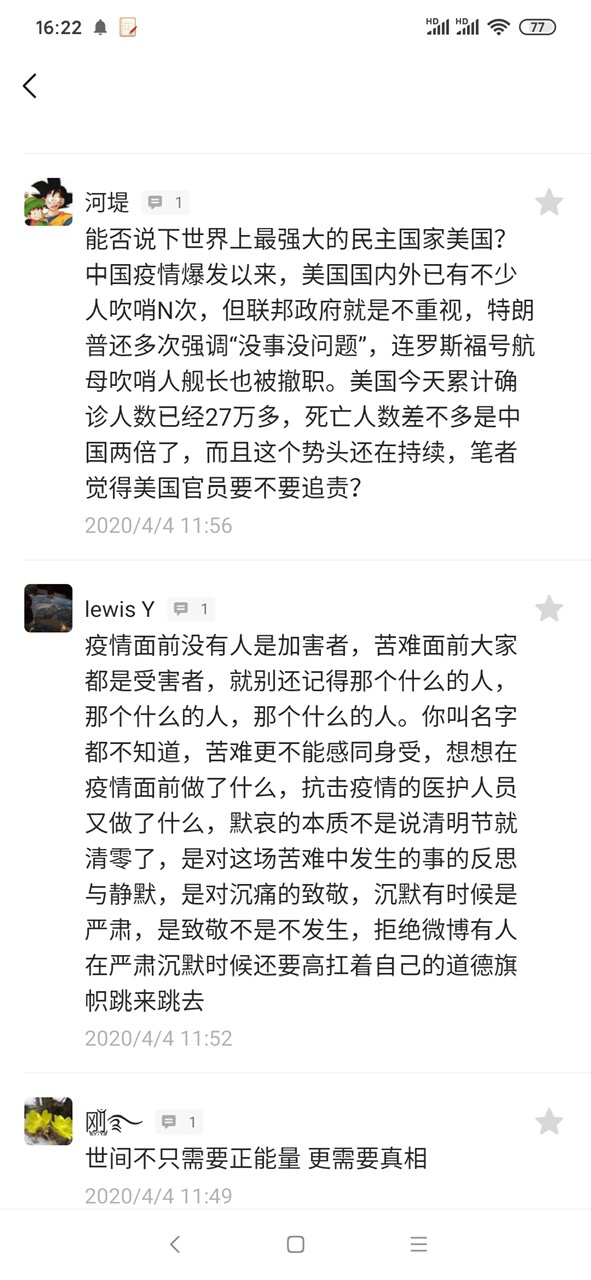 16:22
HD HD 77
河堤 1
能否说下世界上最强大的民主国家美国?
中国疫情爆发以来，美国国内外已有不少
人吹哨N次，但联邦政府就是不重视，特朗
普还多次强调“没事没问题”，连罗斯福号航
母吹哨人舰长也被撤职。美国今天累计确
诊人数已经27万多，死亡人数差不多是中
国两倍了，而且这个势头还在持续，笔者
觉得美国官员要不要追责?
2020/4/4 11:56
lewis Y 1
疫情面前没有人是加害者，苦难面前大家
都是受害者，就别还记得那个什么的人，
那个什么的人，那个什么的人。你叫名字
都不知道，苦难更不能感同身受，想想在
疫情面前做了什么，抗击疫情的医护人员
又做了什么，默哀的本质不是说清明节就
清零了，是对这场苦难中发生的事的反思
与静默，是对沉痛的致敬，沉默有时候是
严肃，是致敬不是不发生，拒绝微博有人
在严肃沉默时候还要高扛着自己的道德旗
帜跳来跳去
2020/4/4 11:52
刚 1
世间不只需要正能量 更需要真相
2020/4/4 11:49